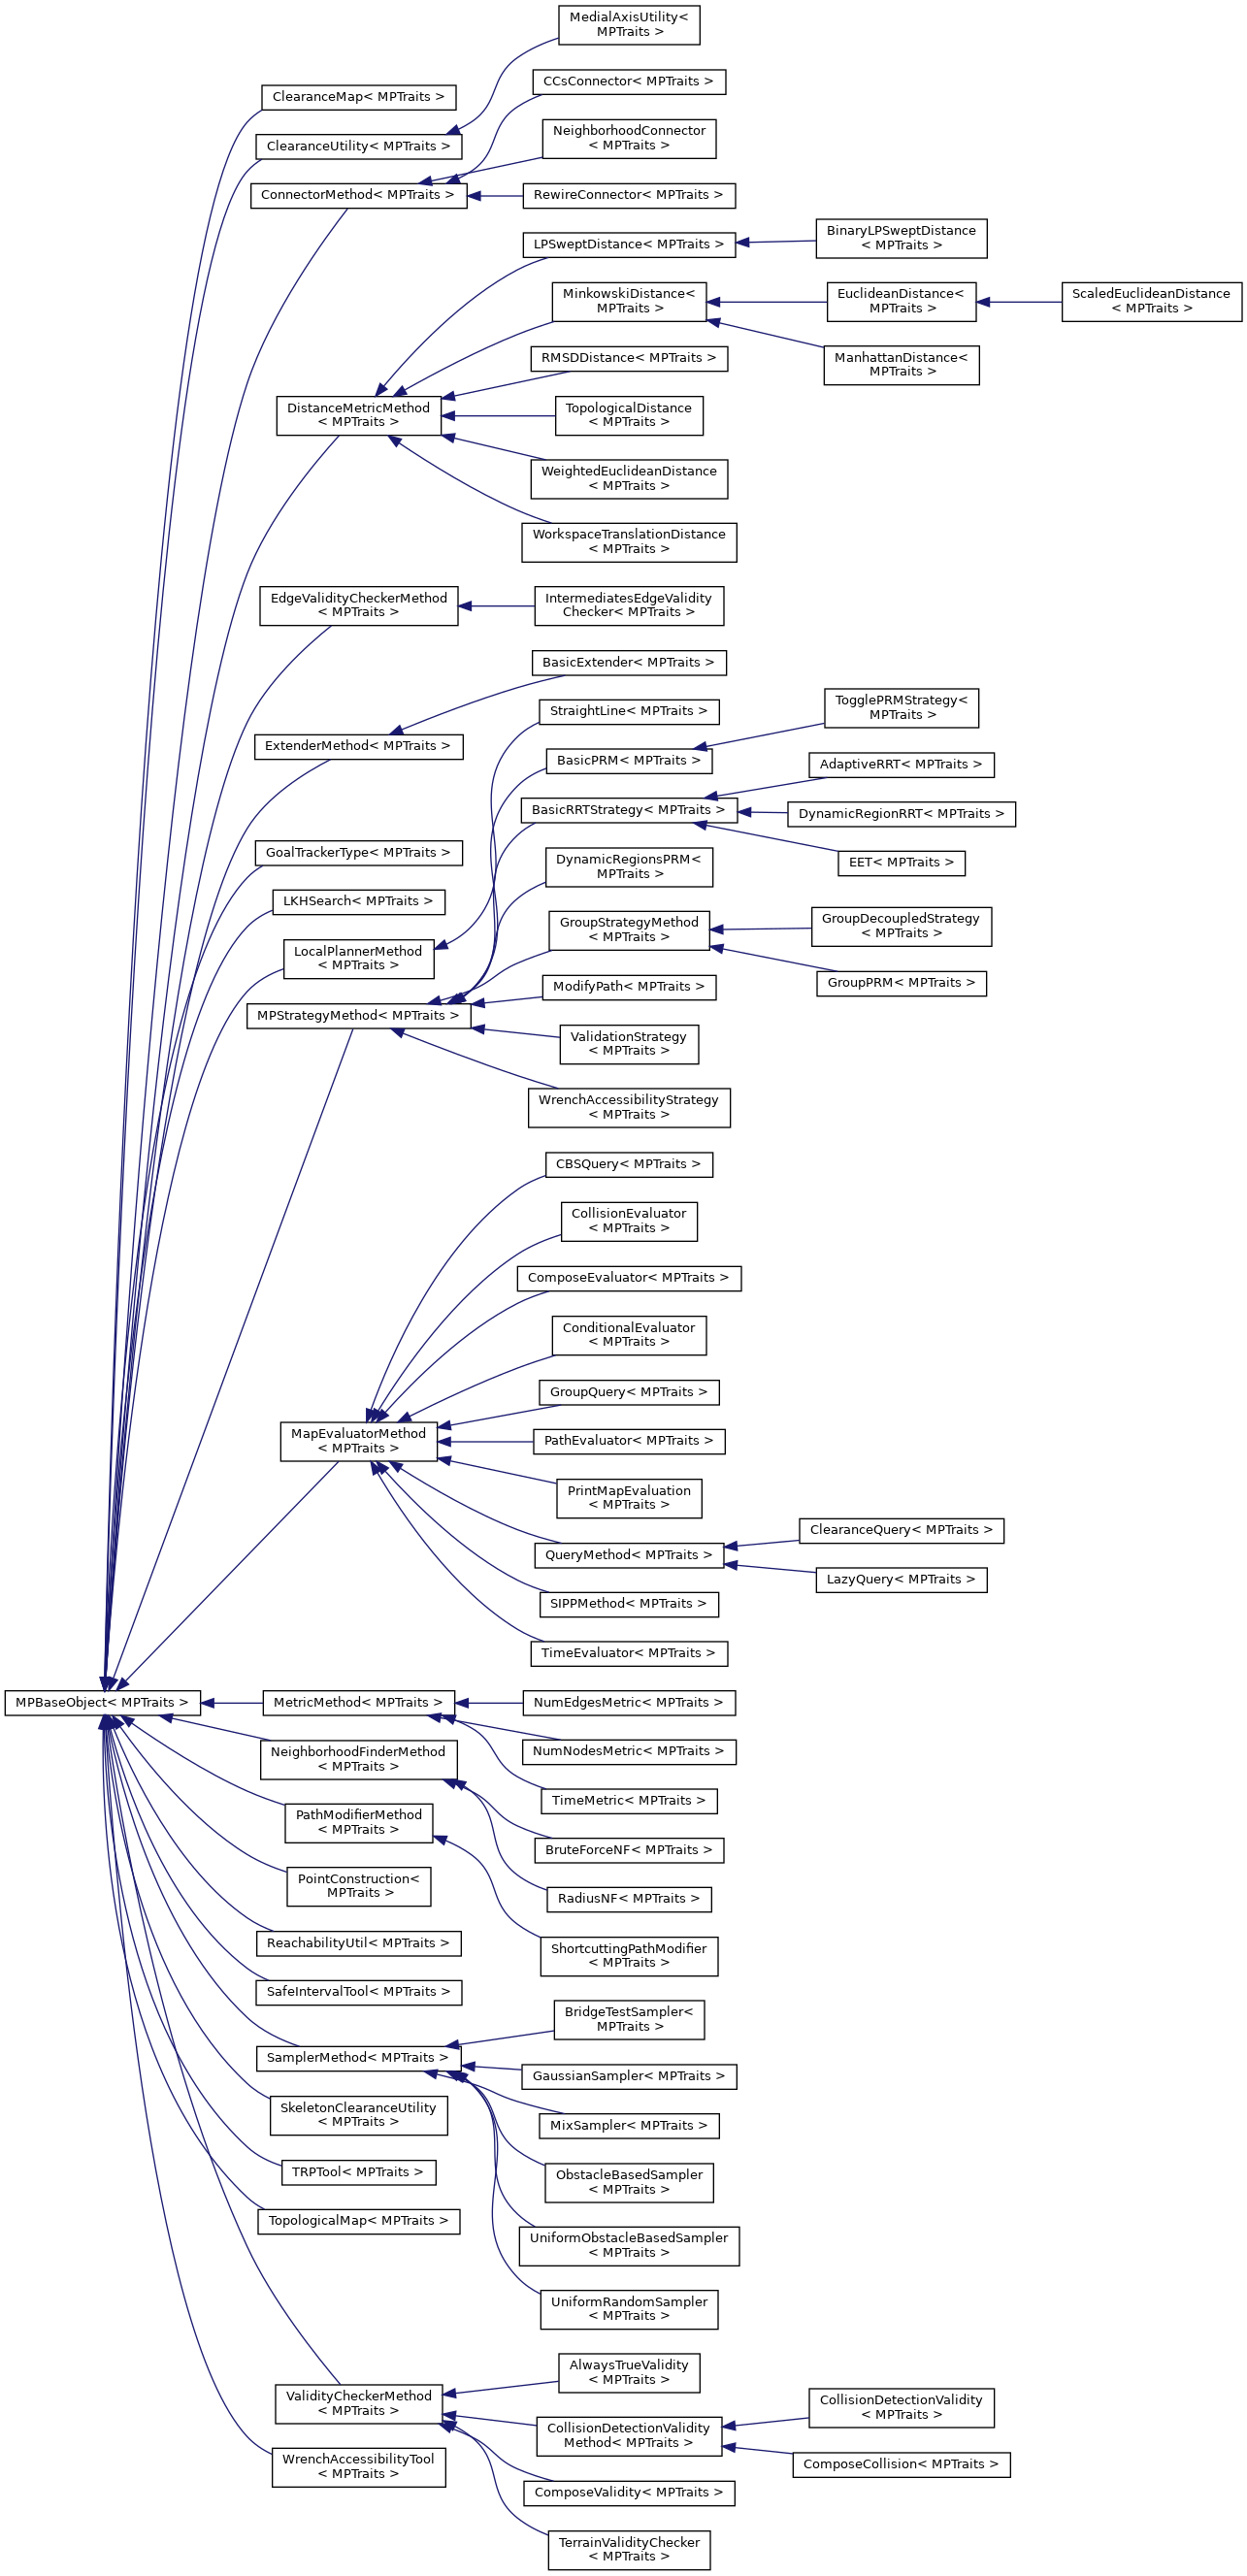 MedialAxisUtility<
MPTraits >
CCsConnector< MPTraits >
ClearanceMap< MPTraits >
NeighborhoodConnector
< MPTraits >
ClearanceUtility< MPTraits >
ConnectorMethod< MPTraits >
RewireConnector< MPTraits >
LPSweptDistance< MPTraits >
BinaryLPSweptDistance
< MPTraits >
MinkowskiDistance<
MPTraits >
EuclideanDistance<
MPTraits >
ScaledEuclideanDistance
< MPTraits >
RMSDDistance< MPTraits >
ManhattanDistance<
MPTraits >
DistanceMetricMethod
< MPTraits >
TopologicalDistance
< MPTraits >
WeightedEuclideanDistance
< MPTraits >
WorkspaceTranslationDistance
< MPTraits >
EdgeValidityCheckerMethod
< MPTraits >
IntermediatesEdgeValidity
Checker< MPTraits >
BasicExtender< MPTraits >
StraightLine< MPTraits >
TogglePRMStrategy<
MPTraits >
ExtenderMethod< MPTraits >
BasicPRM< MPTraits >
AdaptiveRRT< MPTraits >
BasicRRTStrategy< MPTraits >
DynamicRegionRRT< MPTraits >
GoalTrackerType< MPTraits >
DynamicRegionsPRM<
MPTraits >
EET< MPTraits >
LKHSearch< MPTraits >
GroupStrategyMethod
< MPTraits >
GroupDecoupledStrategy
< MPTraits >
LocalPlannerMethod
< MPTraits >
ModifyPath< MPTraits >
GroupPRM< MPTraits >
MPStrategyMethod< MPTraits >
ValidationStrategy
< MPTraits >
WrenchAccessibilityStrategy
< MPTraits >
CBSQuery< MPTraits >
CollisionEvaluator
< MPTraits >
ComposeEvaluator< MPTraits >
ConditionalEvaluator
< MPTraits >
GroupQuery< MPTraits >
MapEvaluatorMethod
< MPTraits >
PathEvaluator< MPTraits >
PrintMapEvaluation
< MPTraits >
ClearanceQuery< MPTraits >
QueryMethod< MPTraits >
LazyQuery< MPTraits >
SIPPMethod< MPTraits >
TimeEvaluator< MPTraits >
MPBaseObject< MPTraits >
MetricMethod< MPTraits >
NumEdgesMetric< MPTraits >
NeighborhoodFinderMethod
< MPTraits >
NumNodesMetric< MPTraits >
TimeMetric< MPTraits >
PathModifierMethod
< MPTraits >
BruteForceNF< MPTraits >
PointConstruction<
MPTraits >
RadiusNF< MPTraits >
ReachabilityUtil< MPTraits >
ShortcuttingPathModifier
< MPTraits >
SafeIntervalTool< MPTraits >
BridgeTestSampler<
MPTraits >
SamplerMethod< MPTraits >
GaussianSampler< MPTraits >
SkeletonClearanceUtility
< MPTraits >
MixSampler< MPTraits >
TRPTool< MPTraits >
ObstacleBasedSampler
< MPTraits >
TopologicalMap< MPTraits >
UniformObstacleBasedSampler
< MPTraits >
UniformRandomSampler
< MPTraits >
AlwaysTrueValidity
< MPTraits >
ValidityCheckerMethod
< MPTraits >
CollisionDetectionValidity
< MPTraits >
CollisionDetectionValidity
Method< MPTraits >
WrenchAccessibilityTool
< MPTraits >
ComposeCollision< MPTraits >
ComposeValidity< MPTraits >
TerrainValidityChecker
< MPTraits >